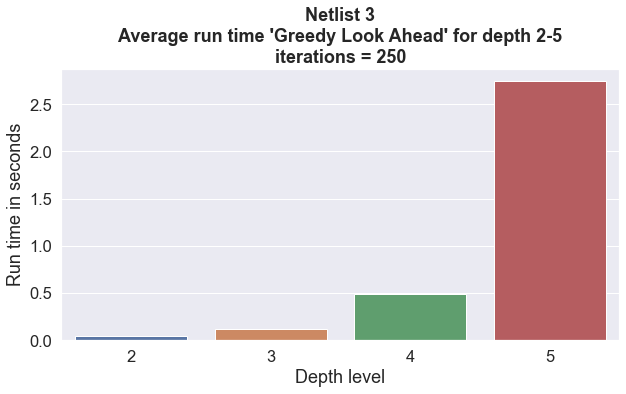 Netlist 3
Average run time 'Greedy Look Ahead' for depth 2-5
iterations = 250
Run time in seconds
2.5
2.0
1.5
1.0
0.5
0.0
2 3 4 5
Depth level